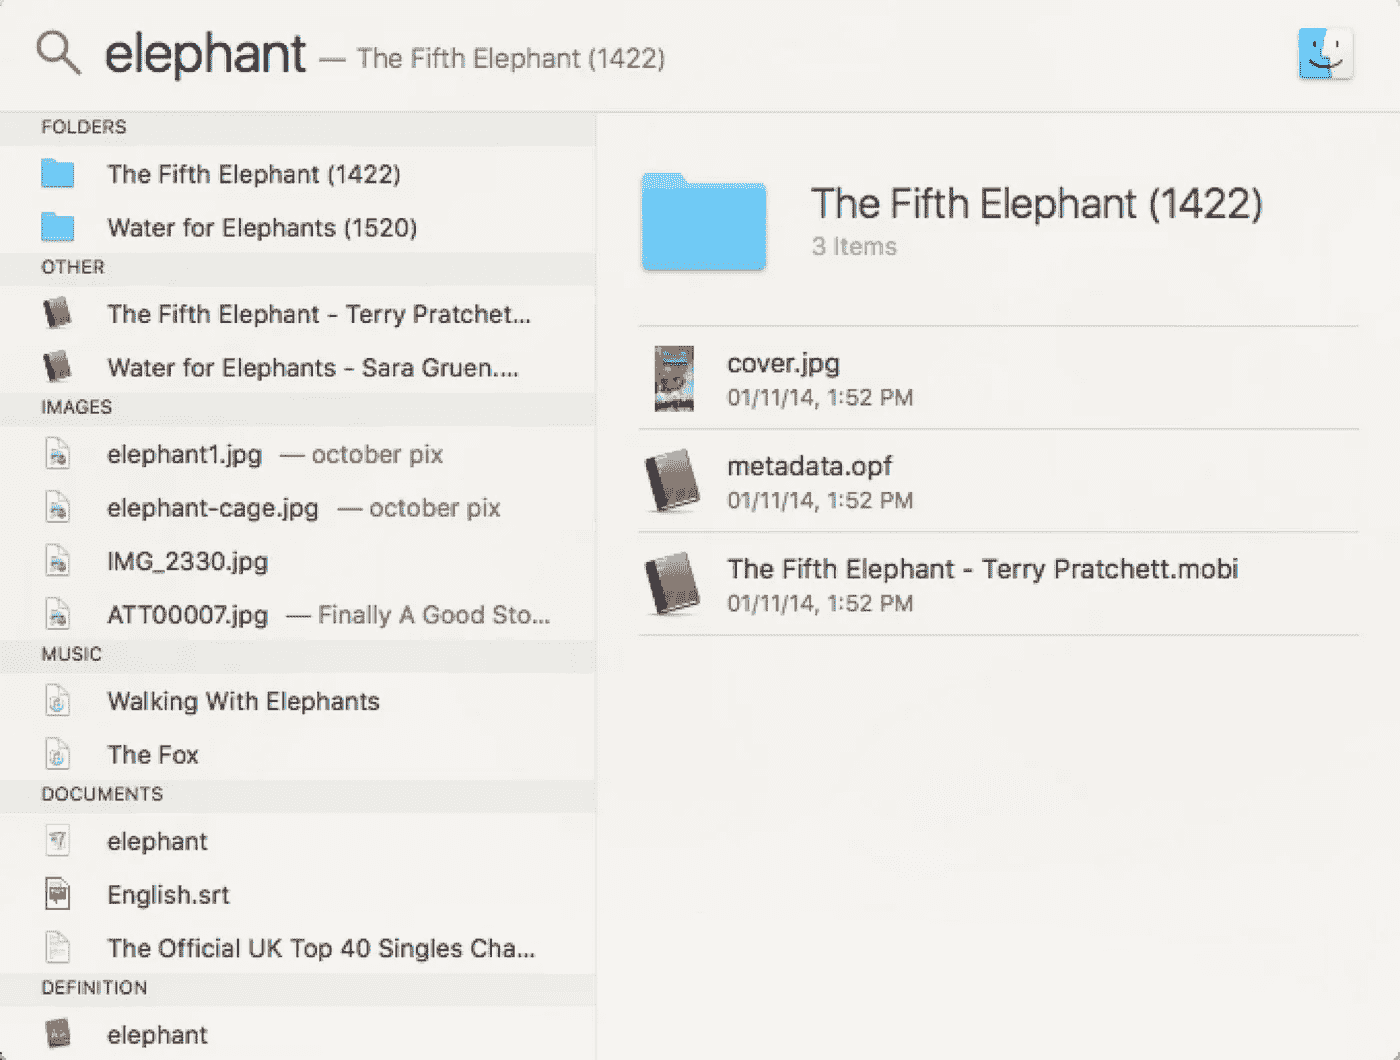 elephant — The Fifth Elephant (1422)
FOLDERS
The Fifth Elephant (1422)
Water for Elephants (1520)
OTHER
The Fifth Elephant - Terry Pratchet...
Water for Elephants - Sara Gruen....
IMAGES
elephant1.jpg — october pix
elephant-cage.jpg — october pix
IMG_2330.jpg
ATT00007.jpg — Finally A Good Sto...
MUSIC
Walking With Elephants
The Fox
DOCUMENTS
elephant
English.srt
The Official UK Top 40 Singles Cha...
DEFINITION
elephant
The Fifth Elephant (1422)
3 Items
cover.jpg
01/11/14, 1:52 PM
metadata.opf
01/11/14, 1:52 PM
The Fifth Elephant - Terry Pratchett.mobi
01/11/14, 1:52 PM